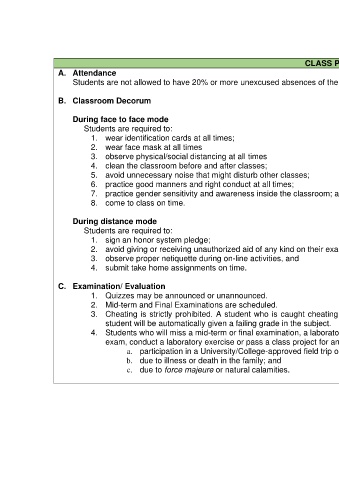 CLASS P
A. Attendance
Students are not allowed to have 20% or more unexcused absences of the
B. Classroom Decorum
During face to face mode
Students are required to:
1. wear identification cards at all times;
2. wear face mask at all times
3. observe physical/social distancing at all times
4. clean the classroom before and after classes;
5. avoid unnecessary noise that might disturb other classes;
6. practice good manners and right conduct at all times;
7. practice gender sensitivity and awareness inside the classroom; a
8. come to class on time.
During distance mode
Students are required to:
1. sign an honor system pledge;
2. avoid giving or receiving unauthorized aid of any kind on their exa
3. observe proper netiquette during on-line activities, and
4. submit take home assignments on time.
C. Examination/ Evaluation
1. Quizzes may be announced or unannounced.
2. Mid-term and Final Examinations are scheduled.
3. Cheating is strictly prohibited. A student who is caught cheating
student will be automatically given a failing grade in the subject.
4. Students who will miss a mid-term or final examination, a laborato
exam, conduct a laboratory exercise or pass a class project for an
a. participation in a University/College-approved field trip o
b. due to illness or death in the family; and
c. due to force majeure or natural calamities.